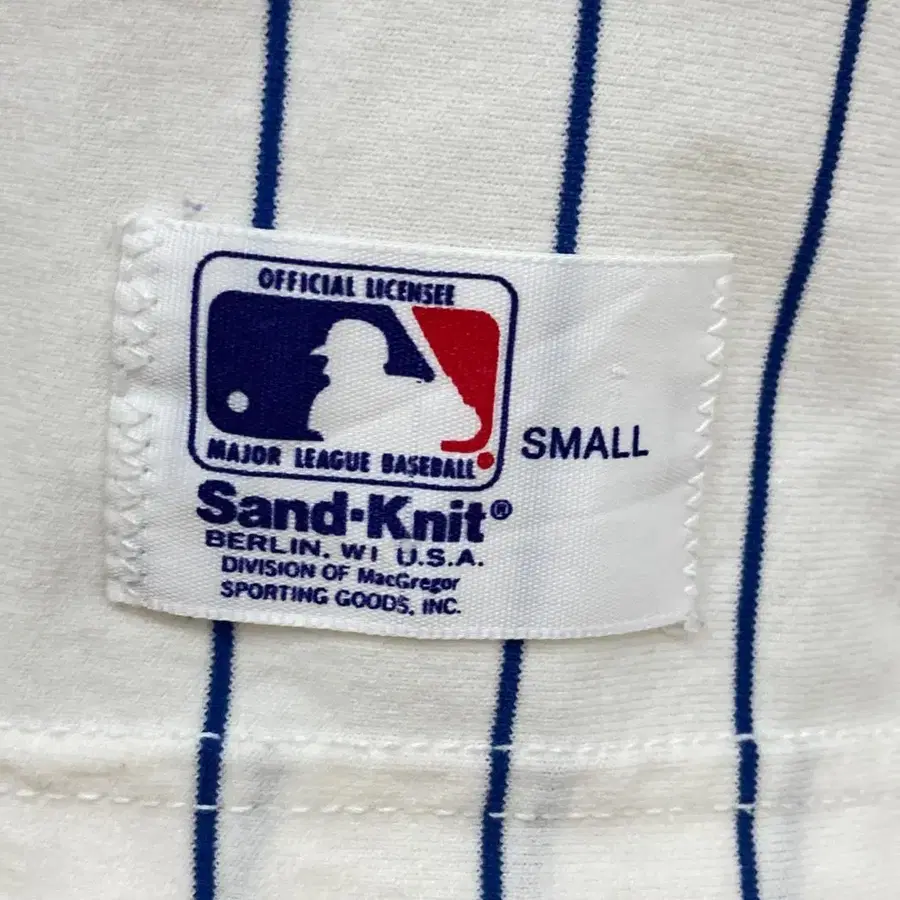 OFFICIAL LICENSEE
MAJOR LEAGUE BASEBALL
SMALL
Sand-Knit®
BERLIN. WI U.S.A.
DIVISION OF MacGregor
SPORTING GOODS, INC.